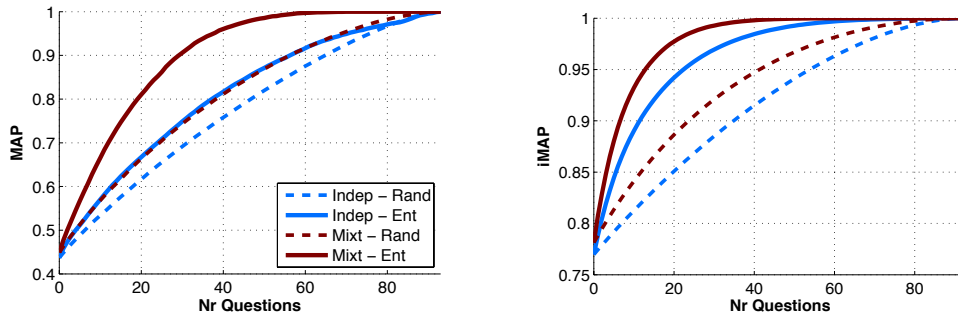 MAP
1
0.9
0.8
0.7
0.6
0.5
0.4
0 20 40 60 80
Nr Questions
Indep – Rand
Indep – Ent
Mixt – Rand
Mixt – Ent
iMAP
1
0.95
0.9
0.85
0.8
0.75
0 20 40 60 80
Nr Questions